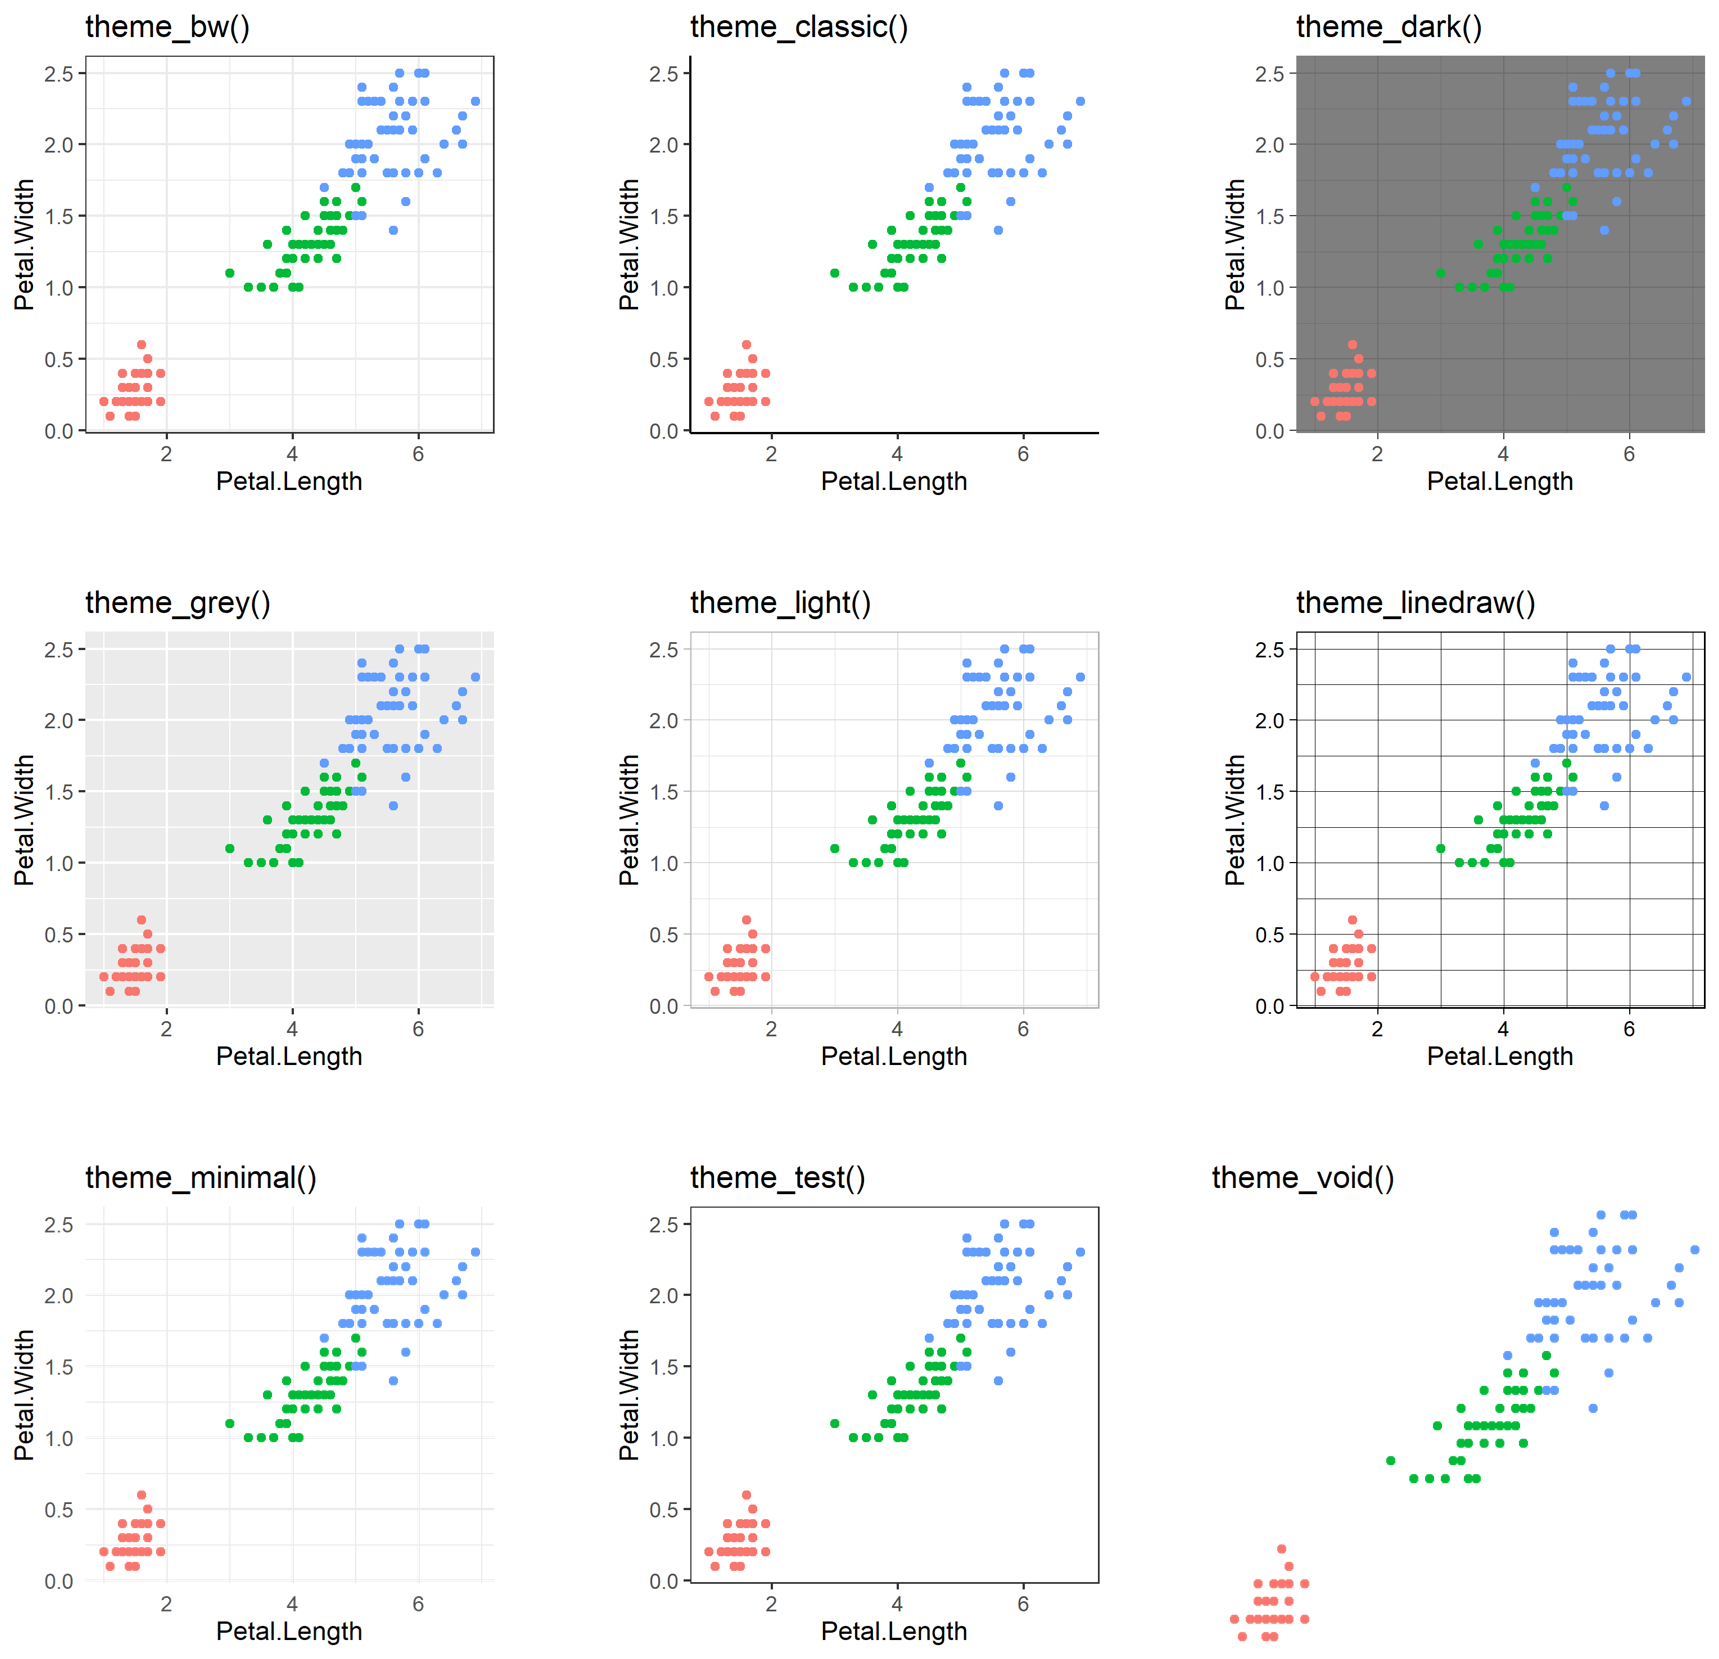 theme_bw()
2.5
2.0
1.5
1.0
0.5
0.0
Petal.Width
2 4 6
Petal.Length
theme_classic()
2.5
2.0
1.5
1.0
0.5
0.0
Petal.Width
2 4 6
Petal.Length
theme_dark()
2.5
2.0
1.5
1.0
0.5
0.0
Petal.Width
2 4 6
Petal.Length
theme_grey()
2.5
2.0
1.5
1.0
0.5
0.0
Petal.Width
2 4 6
Petal.Length
theme_light()
2.5
2.0
1.5
1.0
0.5
0.0
Petal.Width
2 4 6
Petal.Length
theme_linedraw()
2.5
2.0
1.5
1.0
0.5
0.0
Petal.Width
2 4 6
Petal.Length
theme_minimal()
2.5
2.0
1.5
1.0
0.5
0.0
Petal.Width
2 4 6
Petal.Length
theme_test()
2.5
2.0
1.5
1.0
0.5
0.0
Petal.Width
2 4 6
Petal.Length
theme_void()